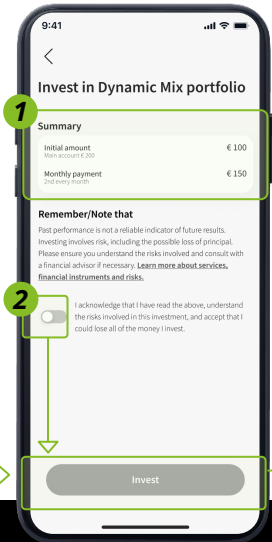 9:41
Invest in Dynamic Mix portfolio
1
Summary
Initial amount € 100
Main account € 200
Monthly payment € 150
2nd every month
Remember/Note that
Past performance is not a reliable indicator of future results.
Investing involves risk, including the possible loss of principal.
Please ensure you understand the risks involved and consult with
a financial advisor if necessary. Learn more about services,
financial instruments and risks.
2
I acknowledge that I have read the above, understand
the risks involved in this investment, and accept that I
could lose all of the money I invest.
Invest